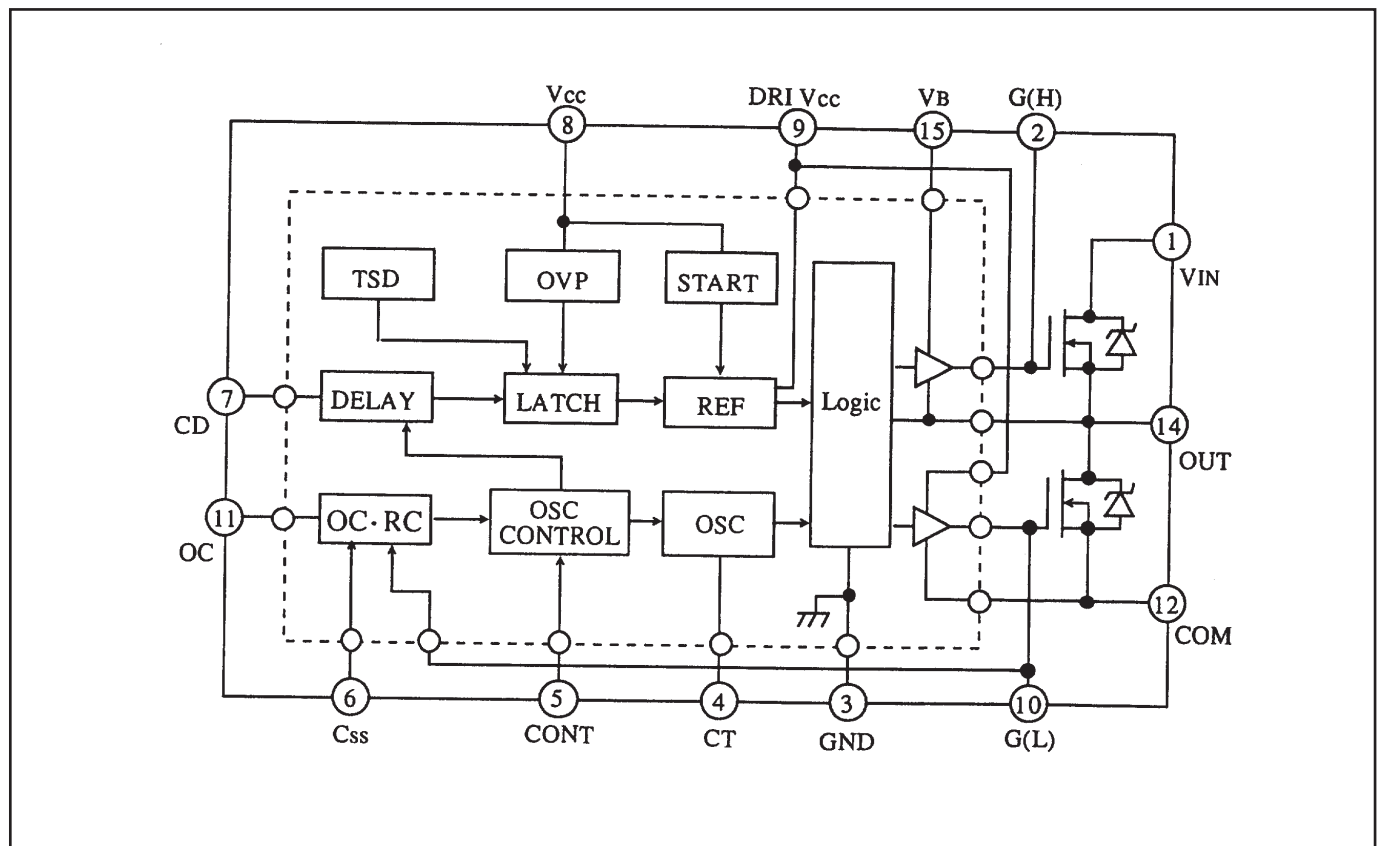 Vcc
DRI Vcc
VB
G(H)
8
9
15
2
1
VIN
TSD
OVP
START
7
CD
DELAY
LATCH
REF
Logic
14
OUT
11
OC
OC·RC
OSC
CONTROL
OSC
12
COM
6
5
4
3
10
Css
CONT
CT
GND
G(L)